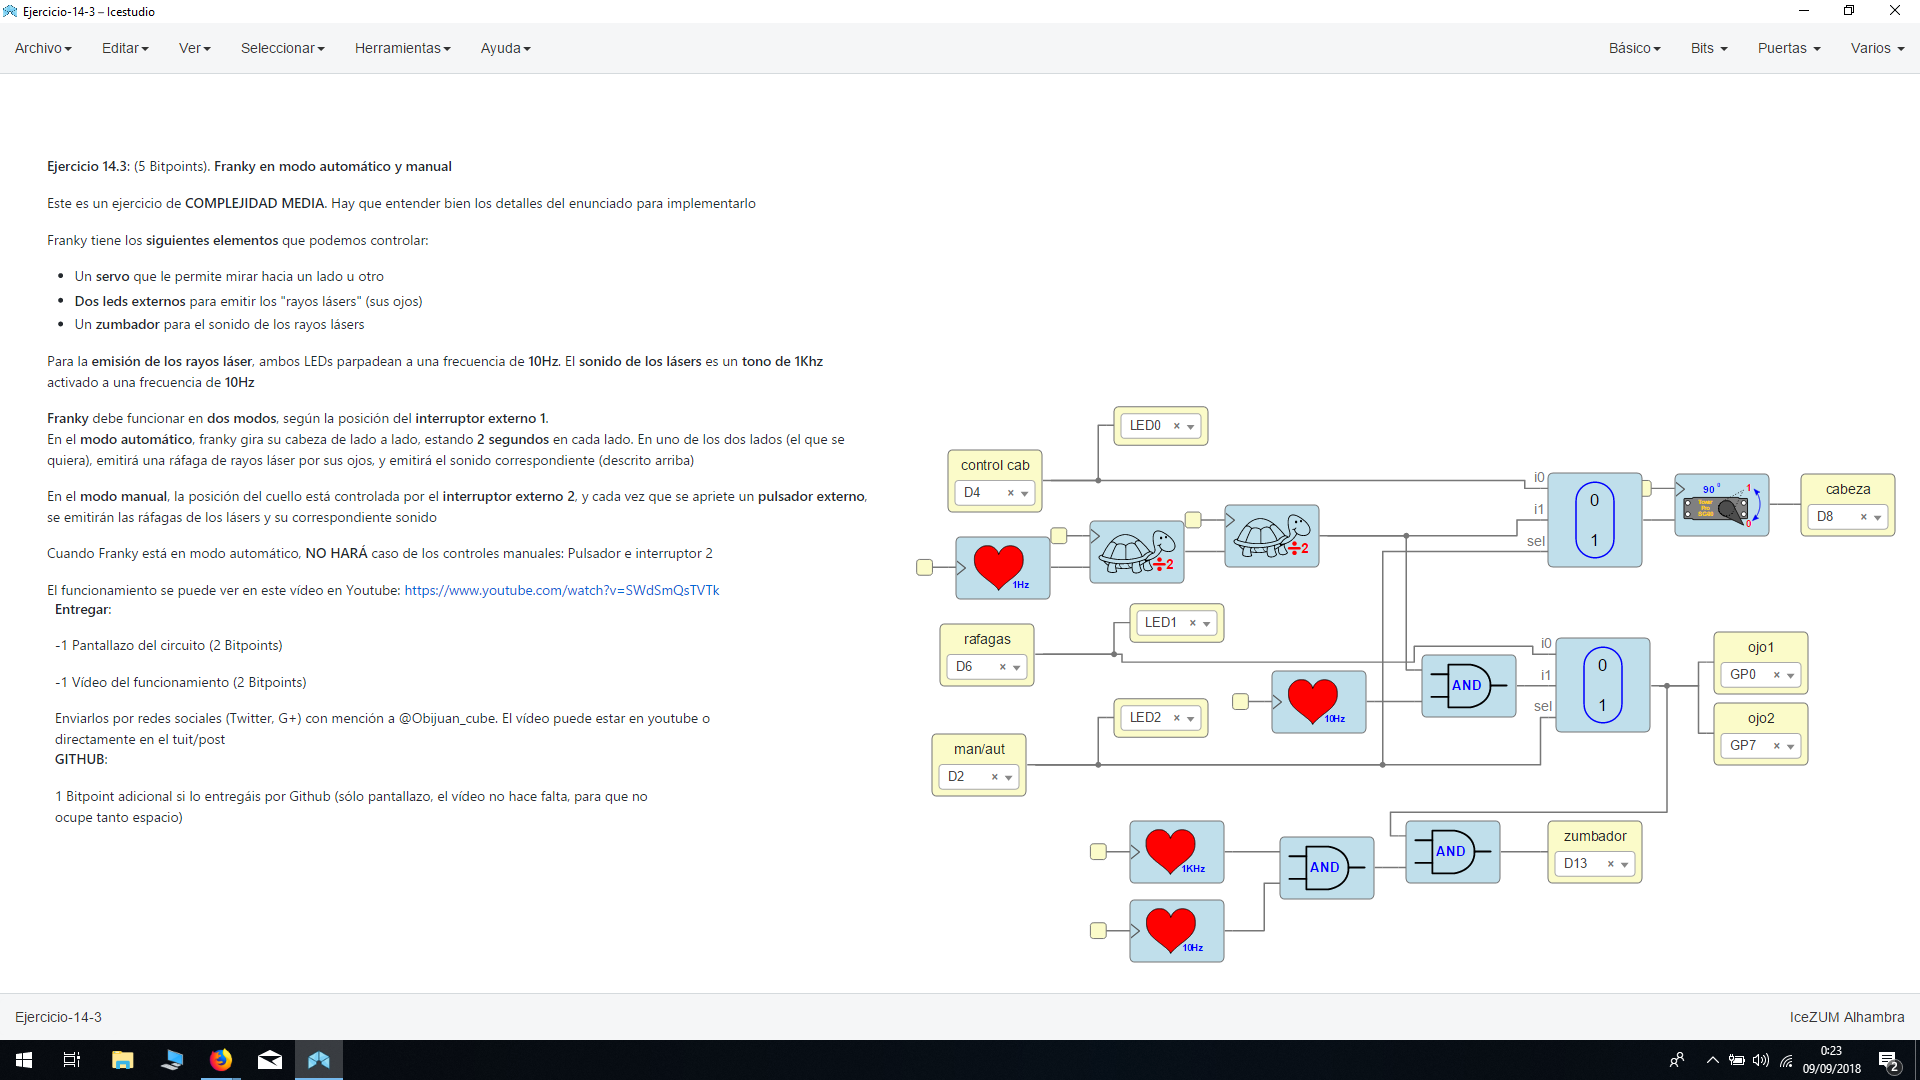 Ejercicio-14-3 – Icestudio
Archivo Editar Ver Seleccionar Herramientas Ayuda Básico Bits Puertas Varios
Ejercicio 14.3: (5 Bitpoints). Franky en modo automático y manual
Este es un ejercicio de COMPLEJIDAD MEDIA. Hay que entender bien los detalles del enunciado para implementarlo
Franky tiene los siguientes elementos que podemos controlar:
• Un servo que le permite mirar hacia un lado u otro
• Dos leds externos para emitir los "rayos lásers" (sus ojos)
• Un zumbador para el sonido de los rayos lásers
Para la emisión de los rayos láser, ambos LEDs parpadean a una frecuencia de 10Hz. El sonido de los lásers es un tono de 1Khz
activado a una frecuencia de 10Hz
Franky debe funcionar en dos modos, según la posición del interruptor externo 1.
En el modo automático, franky gira su cabeza de lado a lado, estando 2 segundos en cada lado. En uno de los dos lados (el que se
quiera), emitirá una ráfaga de rayos láser por sus ojos, y emitirá el sonido correspondiente (descrito arriba)
En el modo manual, la posición del cuello está controlada por el interruptor externo 2, y cada vez que se apriete un pulsador externo,
se emitirán las ráfagas de los lásers y su correspondiente sonido
Cuando Franky está en modo automático, NO HARÁ caso de los controles manuales: Pulsador e interruptor 2
El funcionamiento se puede ver en este vídeo en Youtube: https://www.youtube.com/watch?v=SWdSmQsTVTk
Entregar:
-1 Pantallazo del circuito (2 Bitpoints)
-1 Vídeo del funcionamiento (2 Bitpoints)
Enviarlos por redes sociales (Twitter, G+) con mención a @Obijuan_cube. El vídeo puede estar en youtube o
directamente en el tuit/post
GITHUB:
1 Bitpoint adicional si lo entregáis por Github (sólo pantallazo, el vídeo no hace falta, para que no
ocupe tanto espacio)
LED0
control cab
D4
i0
i1
sel
0
1
90 º
1
0
cabeza
D8
1Hz
÷2
÷2
LED1
rafagas
D6
i0
i1
sel
0
1
ojo1
GP0
ojo2
GP7
10Hz
AND
LED2
man/aut
D2
1KHz
AND
AND
zumbador
D13
10Hz
Ejercicio-14-3
IceZUM Alhambra
0:23
09/09/2018
2